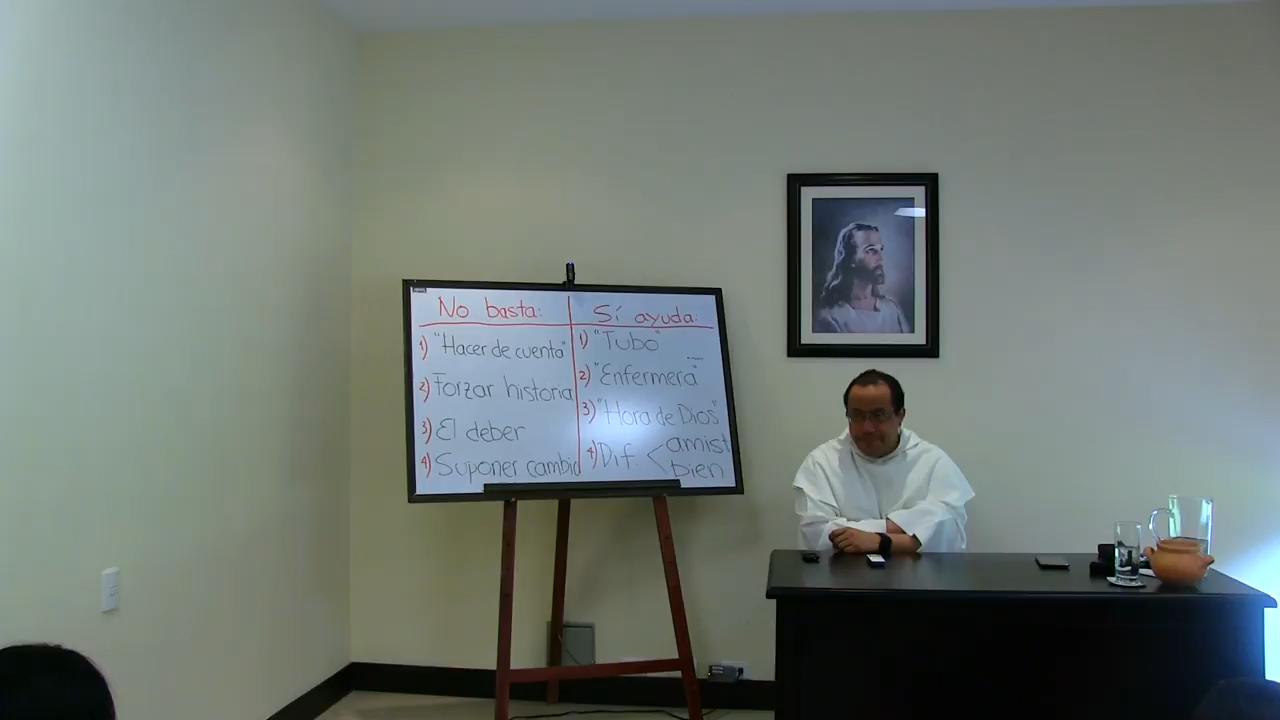 No basta:
1) "Hacer de cuenta"
2) Forzar historia
3) El deber
4) Suponer cambio
Sí ayuda:
1) "Tubo"
2) "Enfermera"
3) "Hora de Dios"
4) Dif. < amist
bien